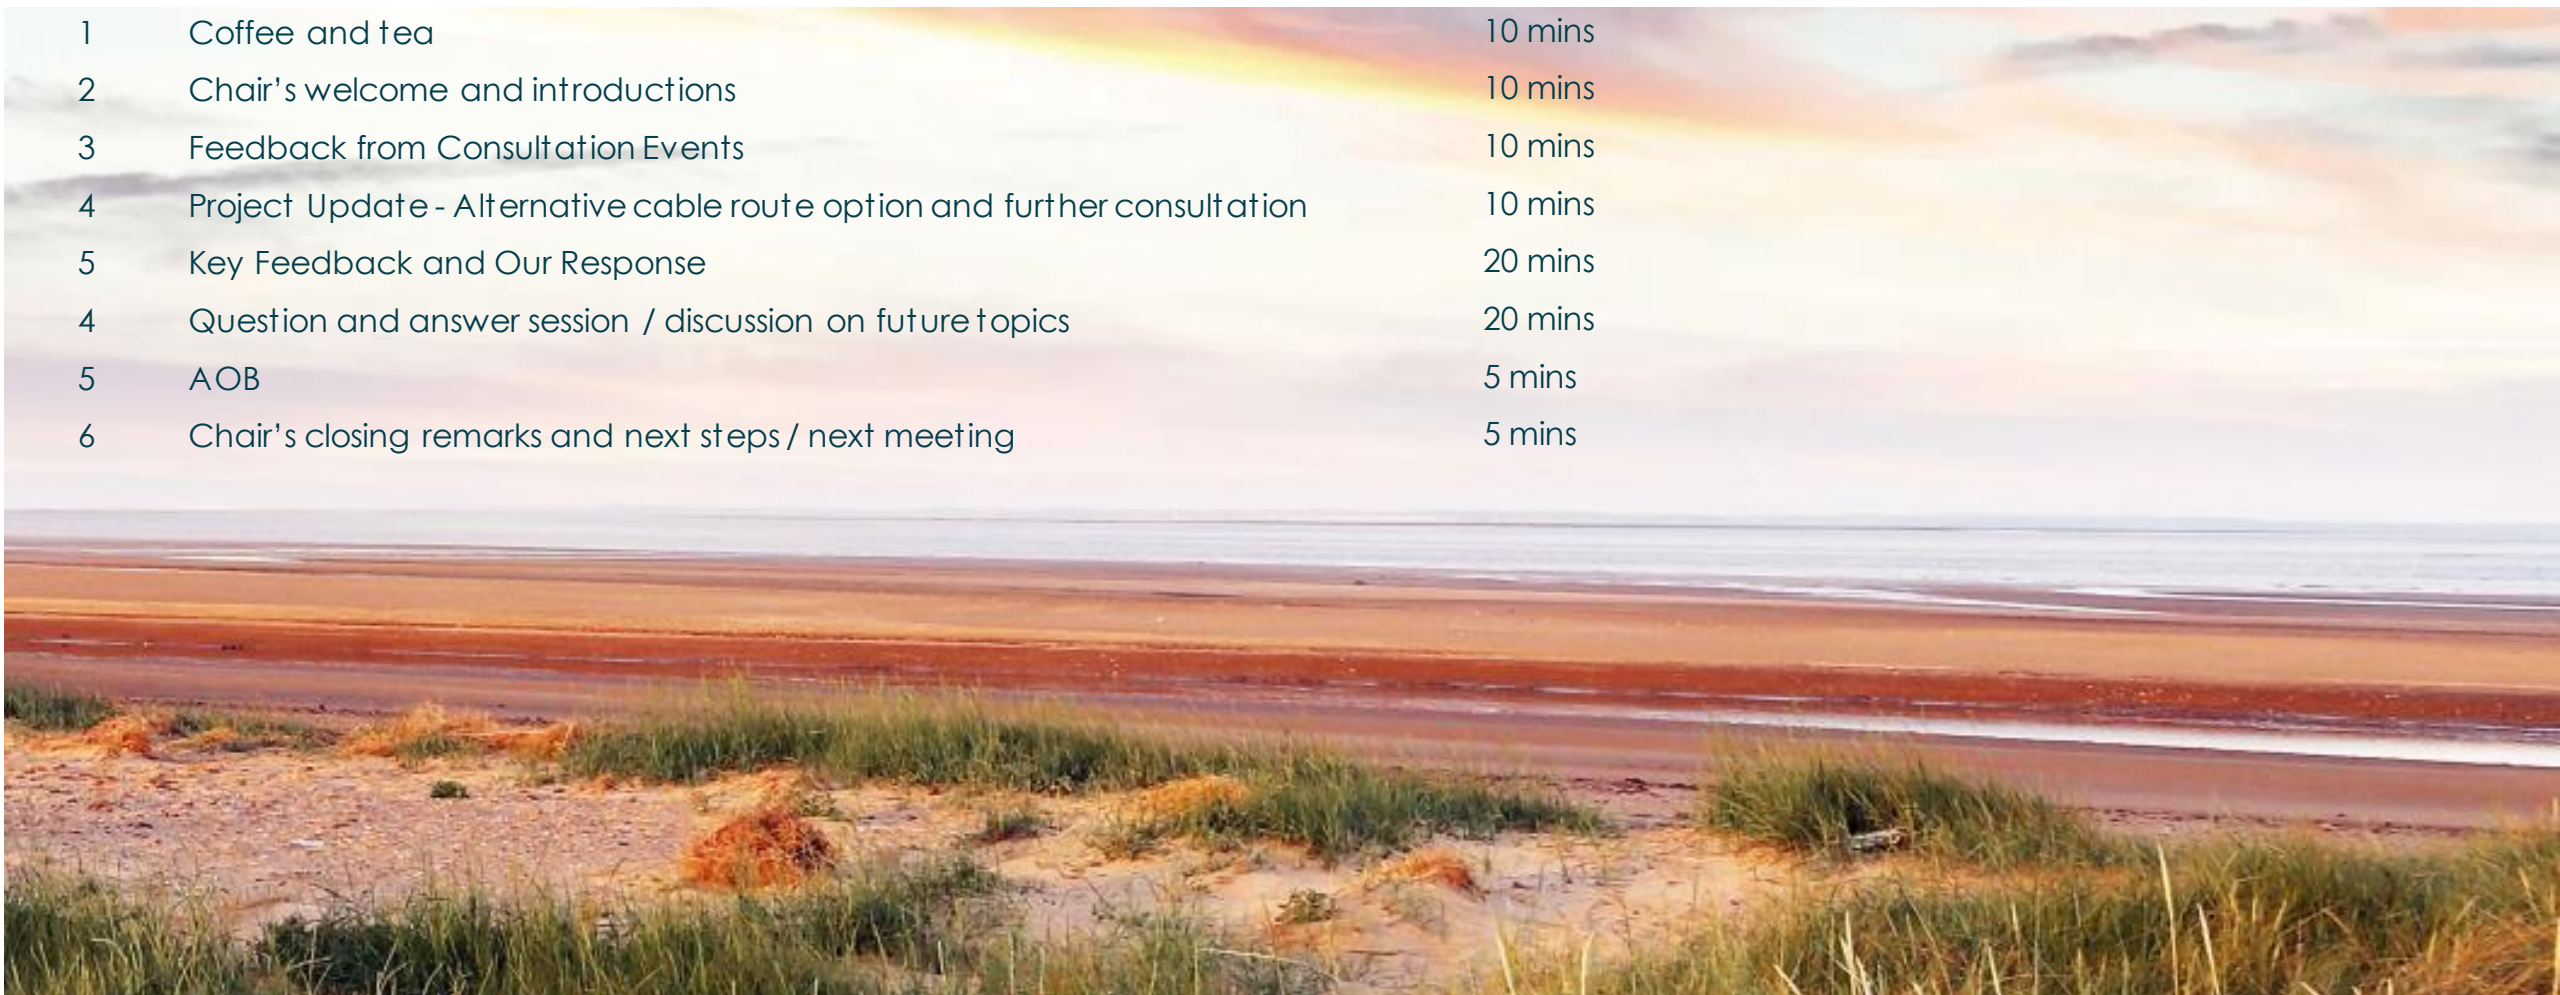 1 Coffee and tea 10 mins
2 Chair’s welcome and introductions 10 mins
3 Feedback from Consultation Events 10 mins
4 Project Update - Alternative cable route option and further consultation 10 mins
5 Key Feedback and Our Response 20 mins
4 Question and answer session / discussion on future topics 20 mins
5 AOB 5 mins
6 Chair’s closing remarks and next steps / next meeting 5 mins